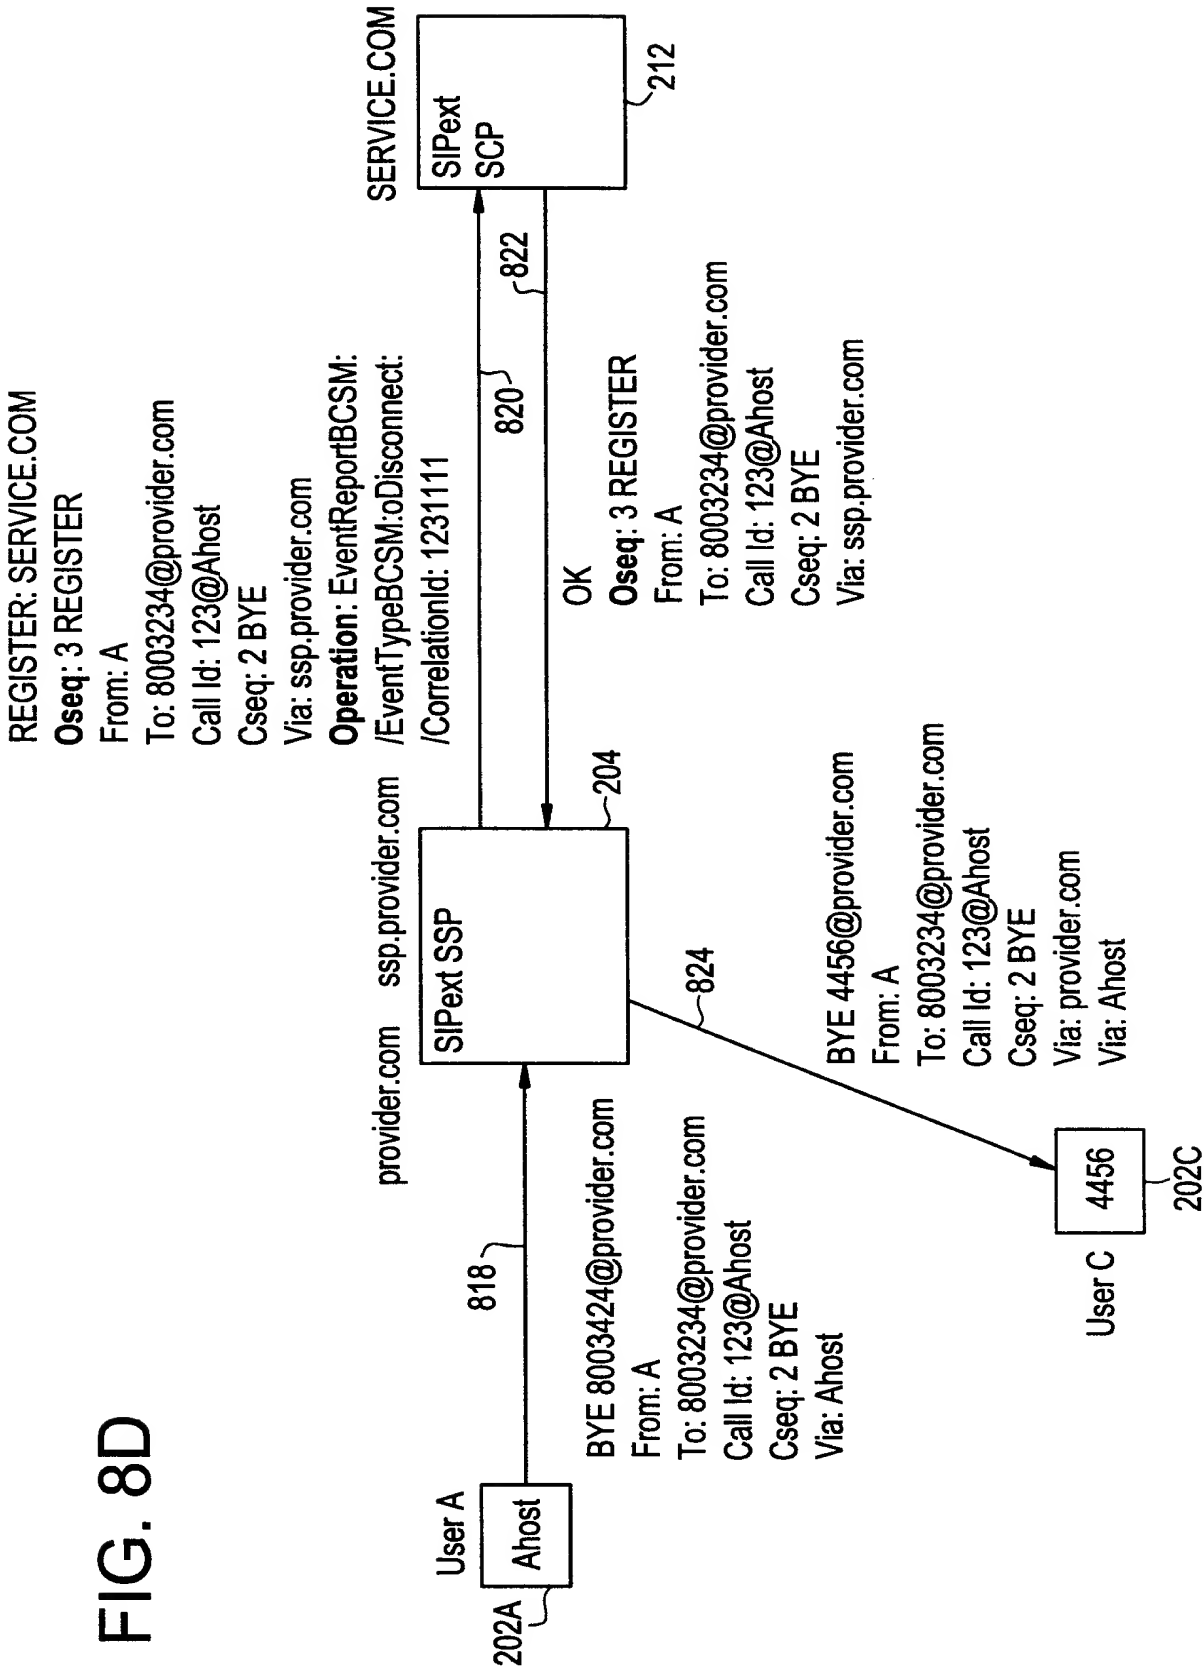 FIG. 8D
REGISTER: SERVICE.COM
Oseq: 3 REGISTER
From: A
To: 8003234@provider.com
Call Id: 123@Ahost
Cseq: 2 BYE
Via: ssp.provider.com
Operation: EventReportBCSM:
/EventTypeBCSM:oDisconnect:
/CorrelationId: 1231111
SERVICE.COM
SIPext
SCP
212
820
822
OK
Oseq: 3 REGISTER
From: A
To: 8003234@provider.com
Call Id: 123@Ahost
Cseq: 2 BYE
Via: ssp.provider.com
provider.com
ssp.provider.com
SIPext SSP
204
User A
Ahost
202A
818
BYE 8003424@provider.com
From: A
To: 8003234@provider.com
Call Id: 123@Ahost
Cseq: 2 BYE
Via: Ahost
824
BYE 4456@provider.com
From: A
To: 8003234@provider.com
Call Id: 123@Ahost
Cseq: 2 BYE
Via: provider.com
Via: Ahost
User C
4456
202C